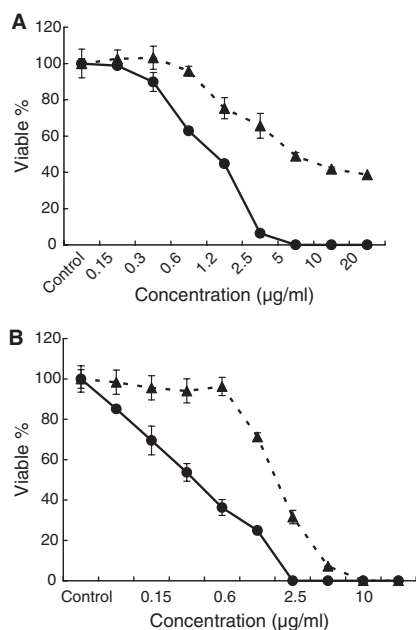 A
120
100
80
60
40
20
0
Viable %
Control 0.15 0.3 0.6 1.2 2.5 5 10 20
Concentration (µg/ml)
B
120
100
80
60
40
20
0
Viable %
Control 0.15 0.6 2.5 10
Concentration (µg/ml)